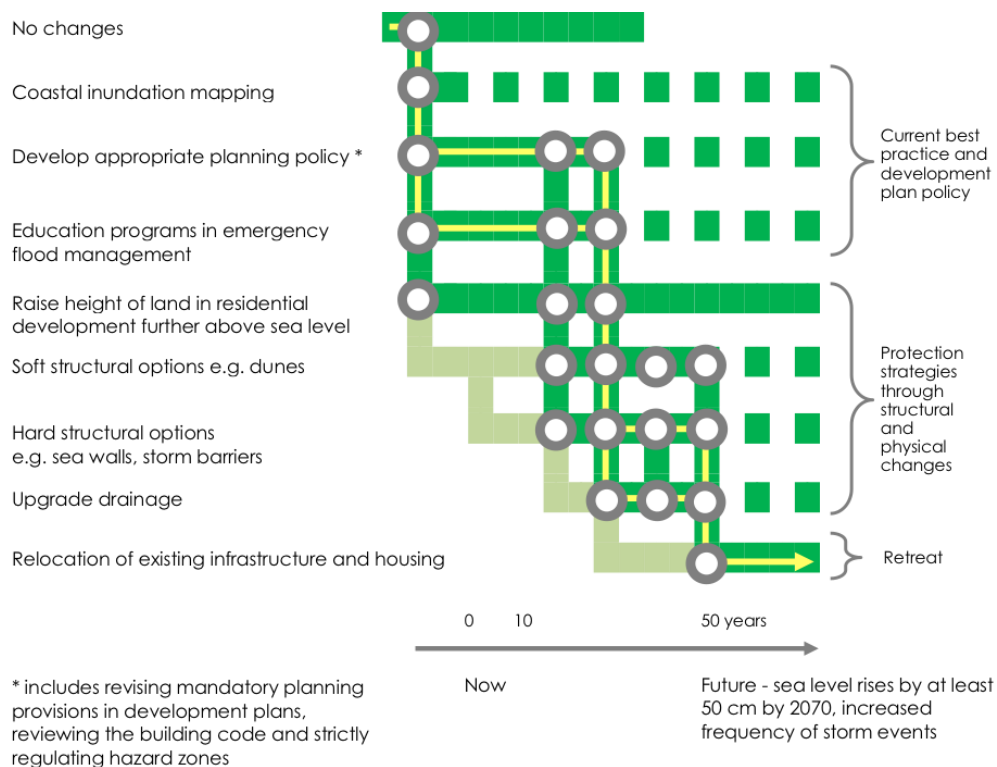 No changes
Coastal inundation mapping
Develop appropriate planning policy *
Education programs in emergency
flood management
Raise height of land in residential
development further above sea level
Soft structural options e.g. dunes
Hard structural options
e.g. sea walls, storm barriers
Upgrade drainage
Relocation of existing infrastructure and housing
Current best
practice and
development
plan policy
Protection
strategies
through
structural
and
physical
changes
Retreat
0 10 50 years
Now
Future - sea level rises by at least
50 cm by 2070, increased
frequency of storm events
* includes revising mandatory planning
provisions in development plans,
reviewing the building code and strictly
regulating hazard zones